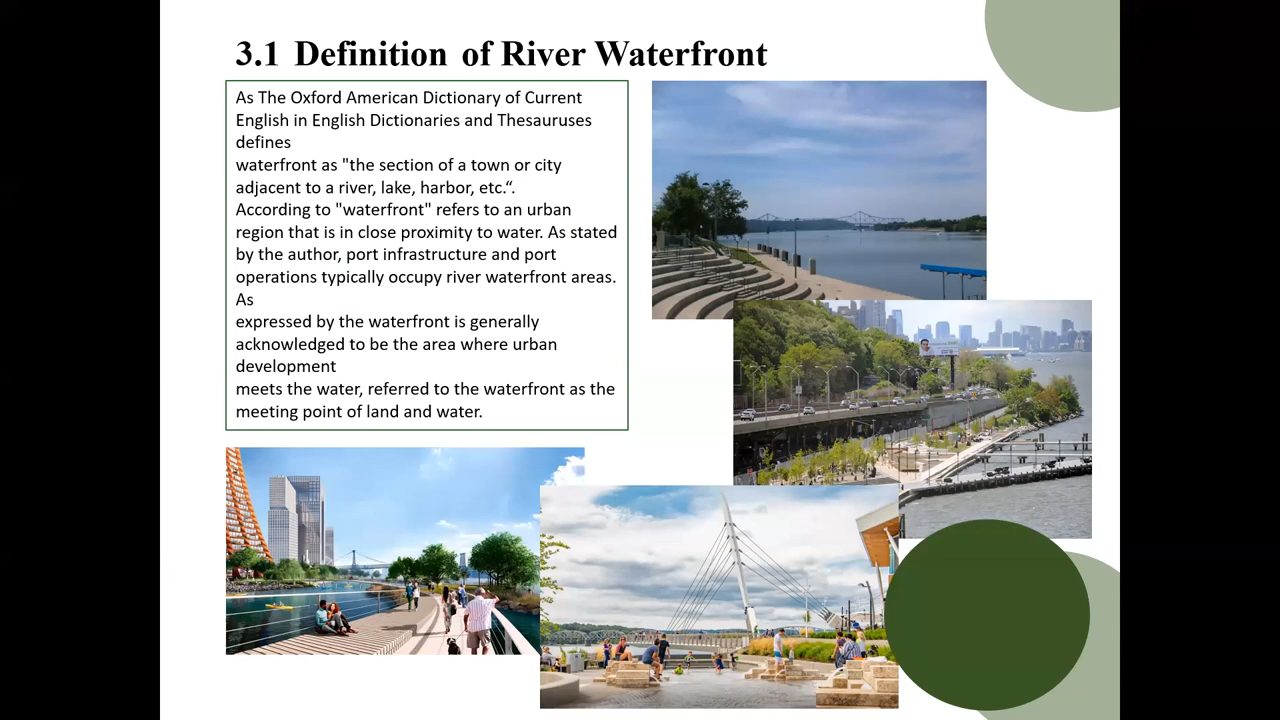 3.1 Definition of River Waterfront
As The Oxford American Dictionary of Current
English in English Dictionaries and Thesauruses
defines
waterfront as "the section of a town or city
adjacent to a river, lake, harbor, etc.“.
According to "waterfront" refers to an urban
region that is in close proximity to water. As stated
by the author, port infrastructure and port
operations typically occupy river waterfront areas.
As
expressed by the waterfront is generally
acknowledged to be the area where urban
development
meets the water, referred to the waterfront as the
meeting point of land and water.